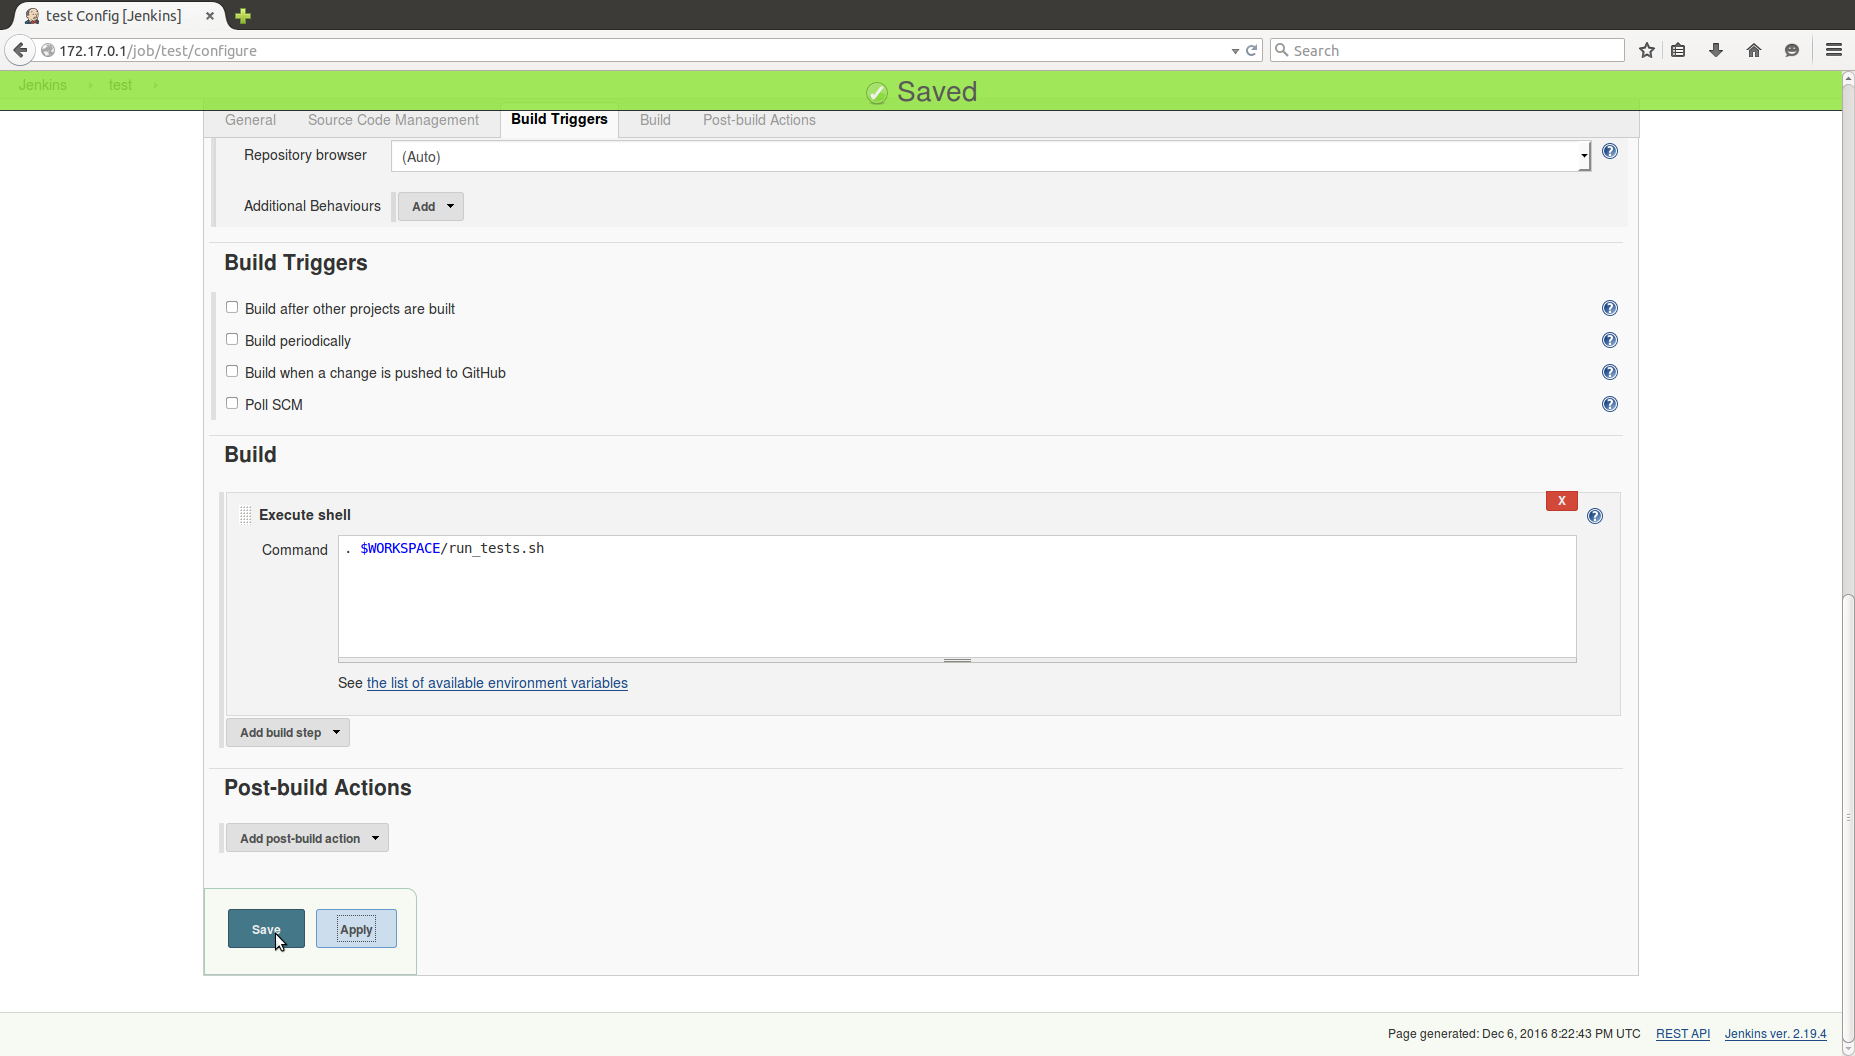 test Config [Jenkins]
172.17.0.1/job/test/configure
Search
Jenkins test
Saved
General Source Code Management Build Triggers Build Post-build Actions
Repository browser (Auto)
Additional Behaviours Add
Build Triggers
Build after other projects are built
Build periodically
Build when a change is pushed to GitHub
Poll SCM
Build
X
Execute shell
Command . $WORKSPACE/run_tests.sh
See the list of available environment variables
Add build step
Post-build Actions
Add post-build action
Save Apply
Page generated: Dec 6, 2016 8:22:43 PM UTC REST API Jenkins ver. 2.19.4